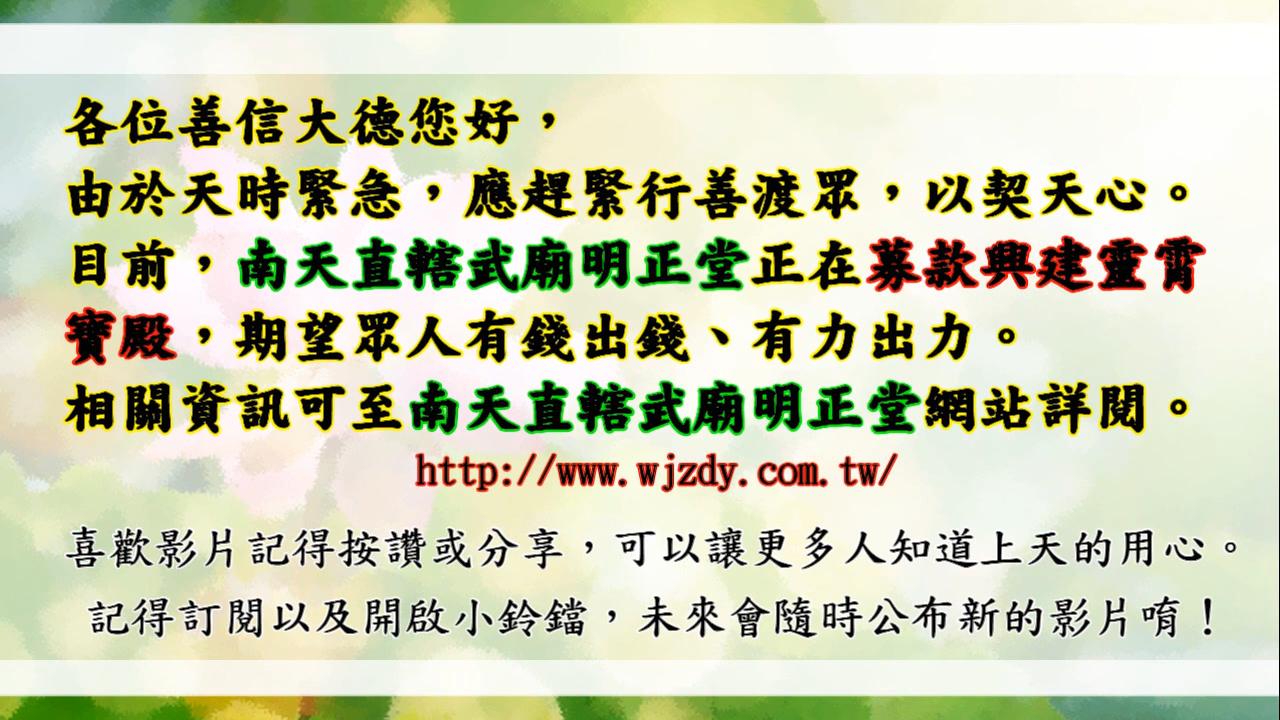 各位善信大德您好，
由於天時緊急，應趕緊行善渡眾，以契天心。
目前，南天直轄武廟明正堂正在募款興建靈霄
寶殿，期望眾人有錢出錢、有力出力。
相關資訊可至南天直轄武廟明正堂網站詳閱。
http://www.wjzdy.com.tw/
喜歡影片記得按讚或分享，可以讓更多人知道上天的用心。
記得訂閱以及開啟小鈴鐺，未來會隨時公布新的影片唷！